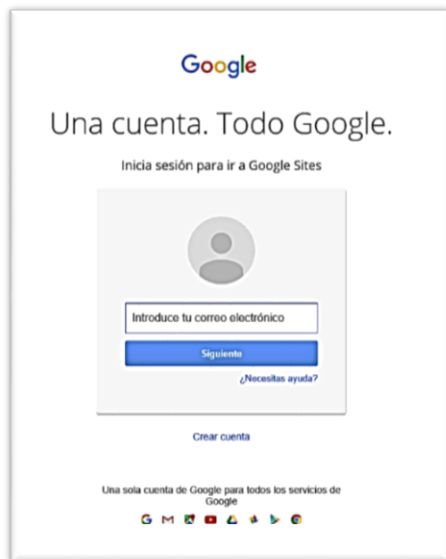 Google
Una cuenta. Todo Google.
Inicia sesión para ir a Google Sites
Introduce tu correo electrónico
Siguiente
¿Necesitas ayuda?
Crear cuenta
Una sola cuenta de Google para todos los servicios de
Google